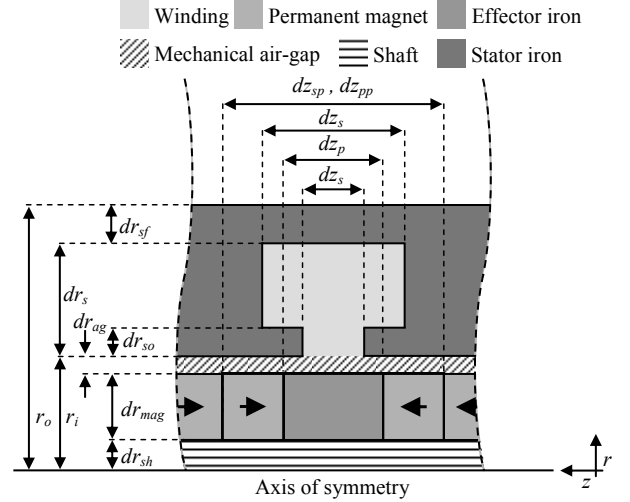 Winding Permanent magnet Effector iron
Mechanical air-gap Shaft Stator iron
dz_sp , dz_pp
dz_s
dz_p
dz_s
dr_sf
dr_s
dr_ag
dr_so
r_o r_i dr_mag
dr_sh
r
z
Axis of symmetry